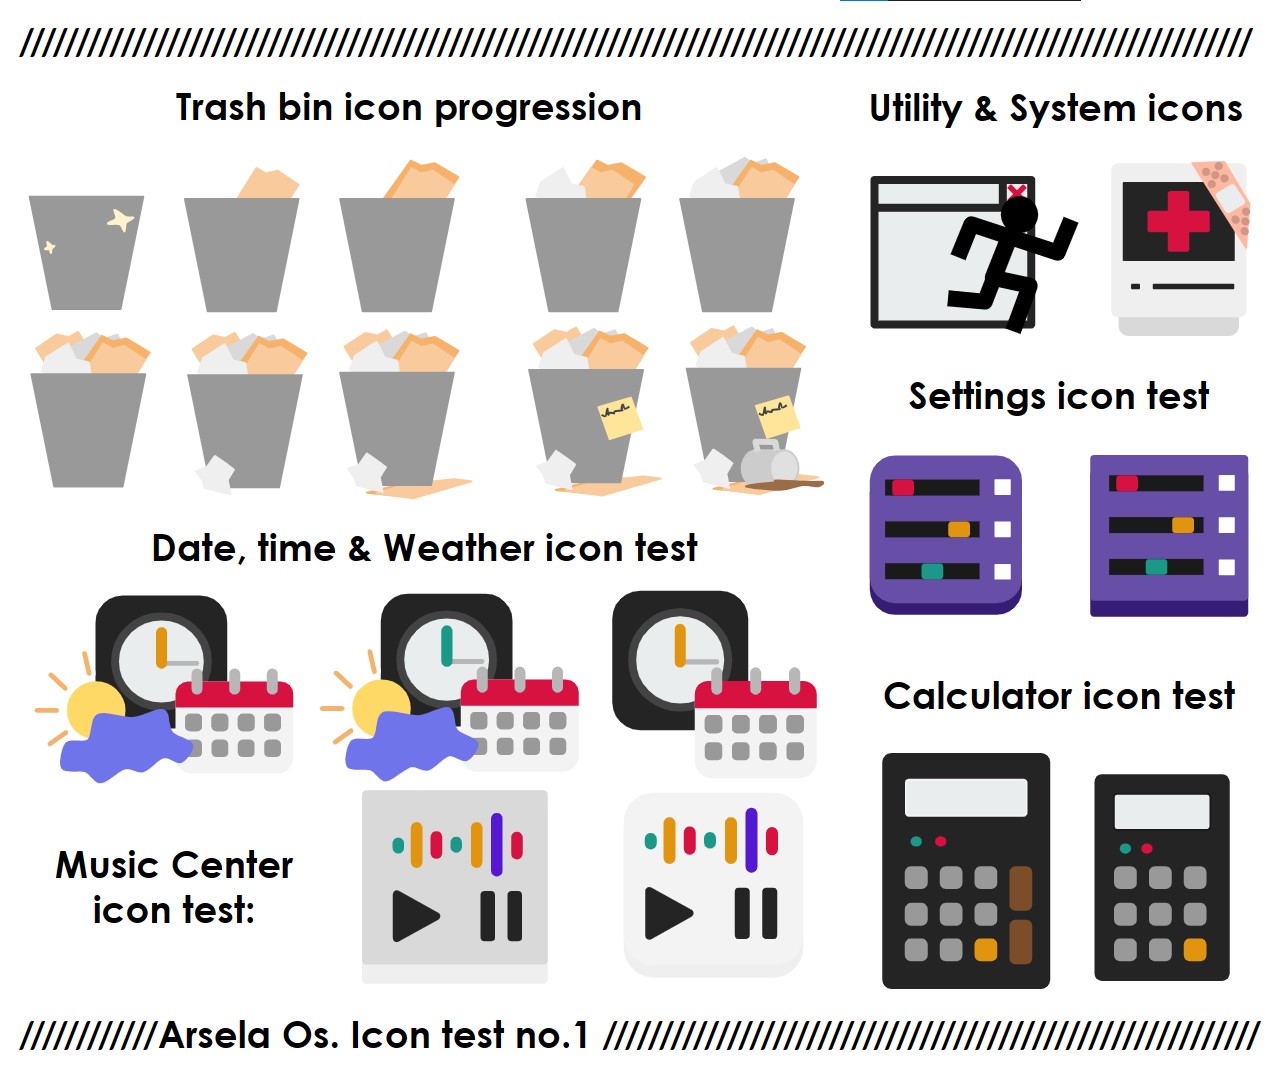 ////////////////////////////////////////////////////////////////////////////////////////////////////////////
Trash bin icon progression
Utility & System icons
Settings icon test
Date, time & Weather icon test
Calculator icon test
Music Center
icon test:
////////////Arsela Os. Icon test no.1 //////////////////////////////////////////////////////////